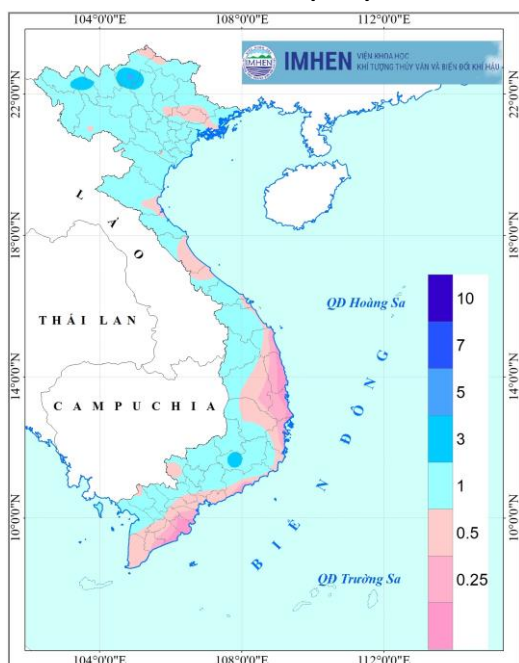 104°0'0"E 108°0'0"E 112°0'0"E
IMHEN
VIỆN KHOA HỌC
KHÍ TƯỢNG THỦY VĂN VÀ BIẾN ĐỔI KHÍ HẬU
22°0'0"N 22°0'0"N
LÀO
18°0'0"N 18°0'0"N
QĐ Hoàng Sa
THÁI LAN
14°0'0"N 14°0'0"N
CAMPUCHIA
BIỂN ĐÔNG
10°0'0"N 10°0'0"N
QĐ Trường Sa
10
7
5
3
1
0.5
0.25
104°0'0"E 108°0'0"E 112°0'0"E